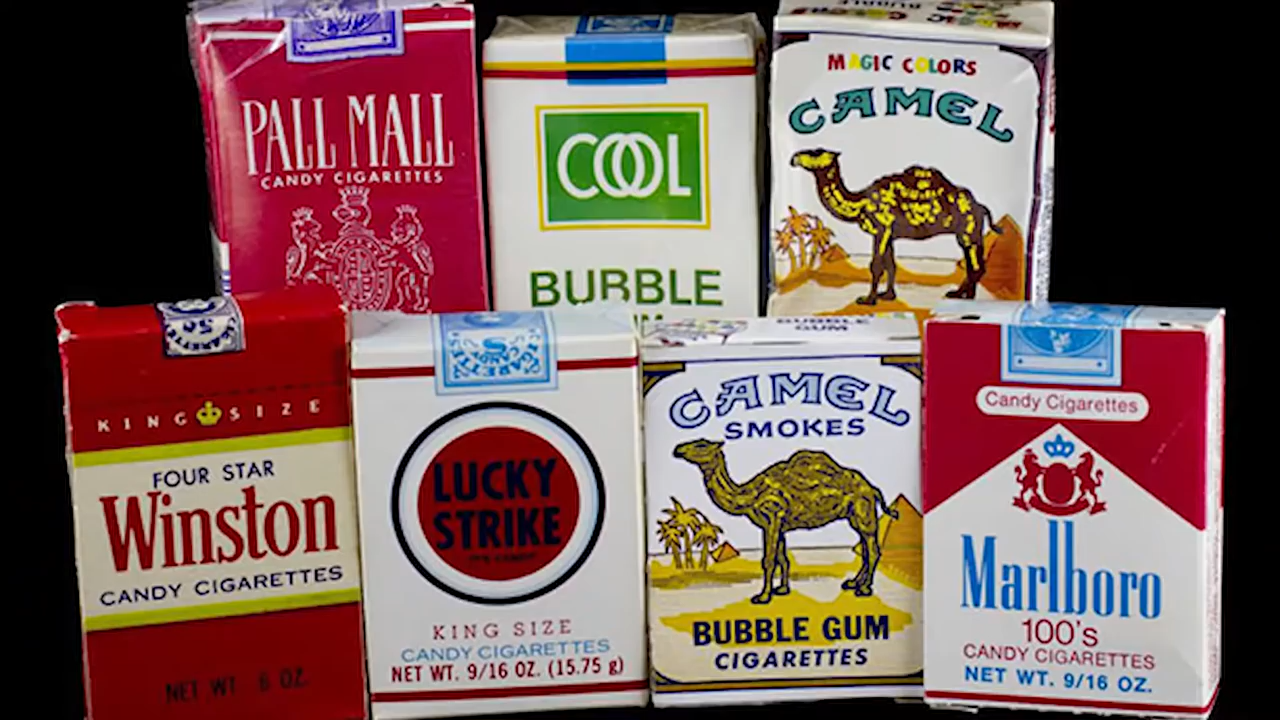 PALL MALL
CANDY CIGARETTES
COOL
BUBBLE
MAGIC COLORS
CAMEL
KING SIZE
FOUR STAR
Winston
CANDY CIGARETTES
NET WT. 6 OZ.
LUCKY
STRIKE
KING SIZE
CANDY CIGARETTES
NET WT. 9/16 OZ. (15.75 g)
BUBBLE
GUM
CAMEL
SMOKES
BUBBLE GUM
CIGARETTES
Candy Cigarettes
Marlboro
100's
CANDY CIGARETTES
NET WT. 9/16 OZ.